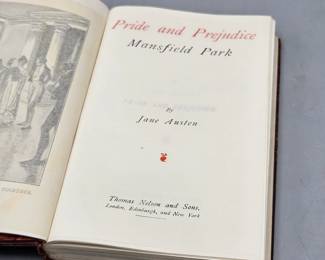 Pride and Prejudice
Mansfield Park
By
Jane Austen
Thomas Nelson and Sons,
London, Edinburgh, and New York